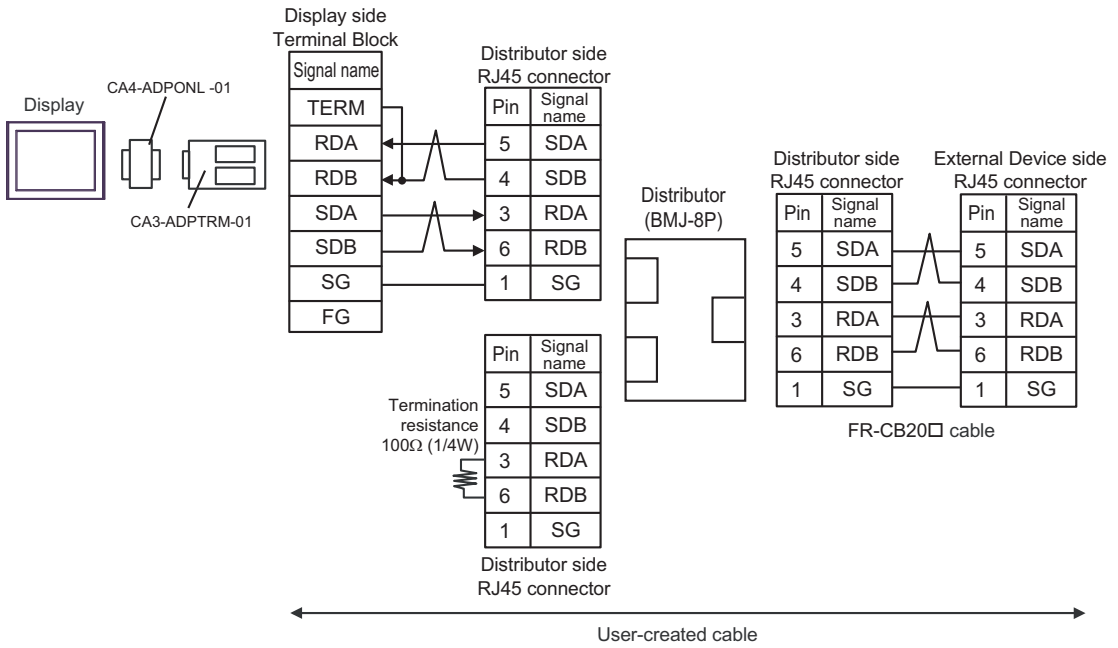 Display
CA4-ADPONL -01
CA3-ADPTRM-01
Display side
Terminal Block
Signal name
TERM
RDA
RDB
SDA
SDB
SG
FG
Distributor side
RJ45 connector
Pin Signal name
5 SDA
4 SDB
3 RDA
6 RDB
1 SG
Termination
resistance
100Ω (1/4W)
Pin Signal name
5 SDA
4 SDB
3 RDA
6 RDB
1 SG
Distributor side
RJ45 connector
Distributor
(BMJ-8P)
Distributor side
RJ45 connector
Pin Signal name
5 SDA
4 SDB
3 RDA
6 RDB
1 SG
External Device side
RJ45 connector
Pin Signal name
5 SDA
4 SDB
3 RDA
6 RDB
1 SG
FR-CB20□ cable
User-created cable